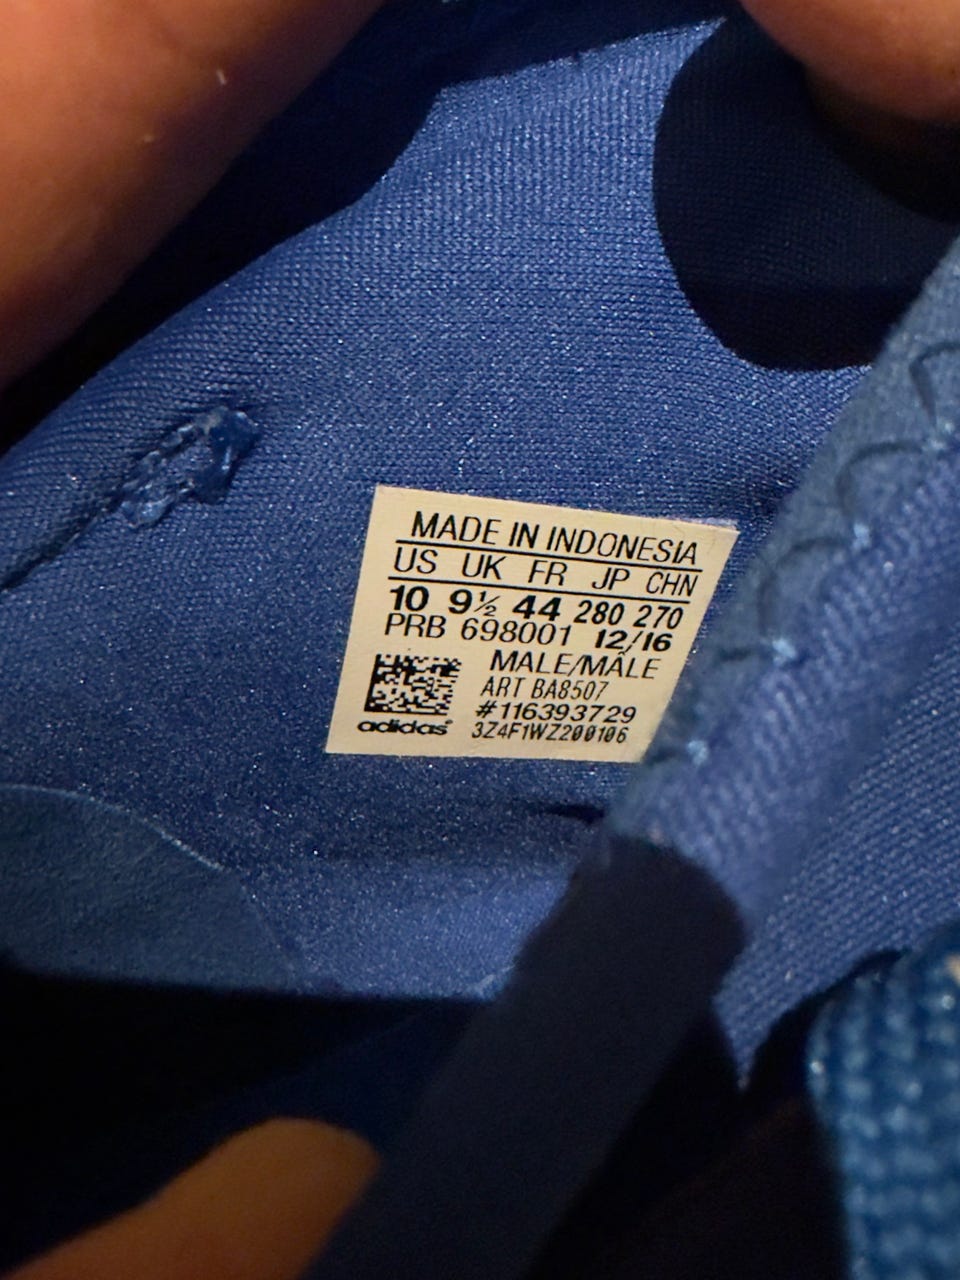 MADE IN INDONESIA
US UK FR JP CHN
10 9½ 44 280 270
PRB 698001 12/16
MALE/MÂLE
ART BA8507
#116393729
adidas® 3Z4F1WZ200106